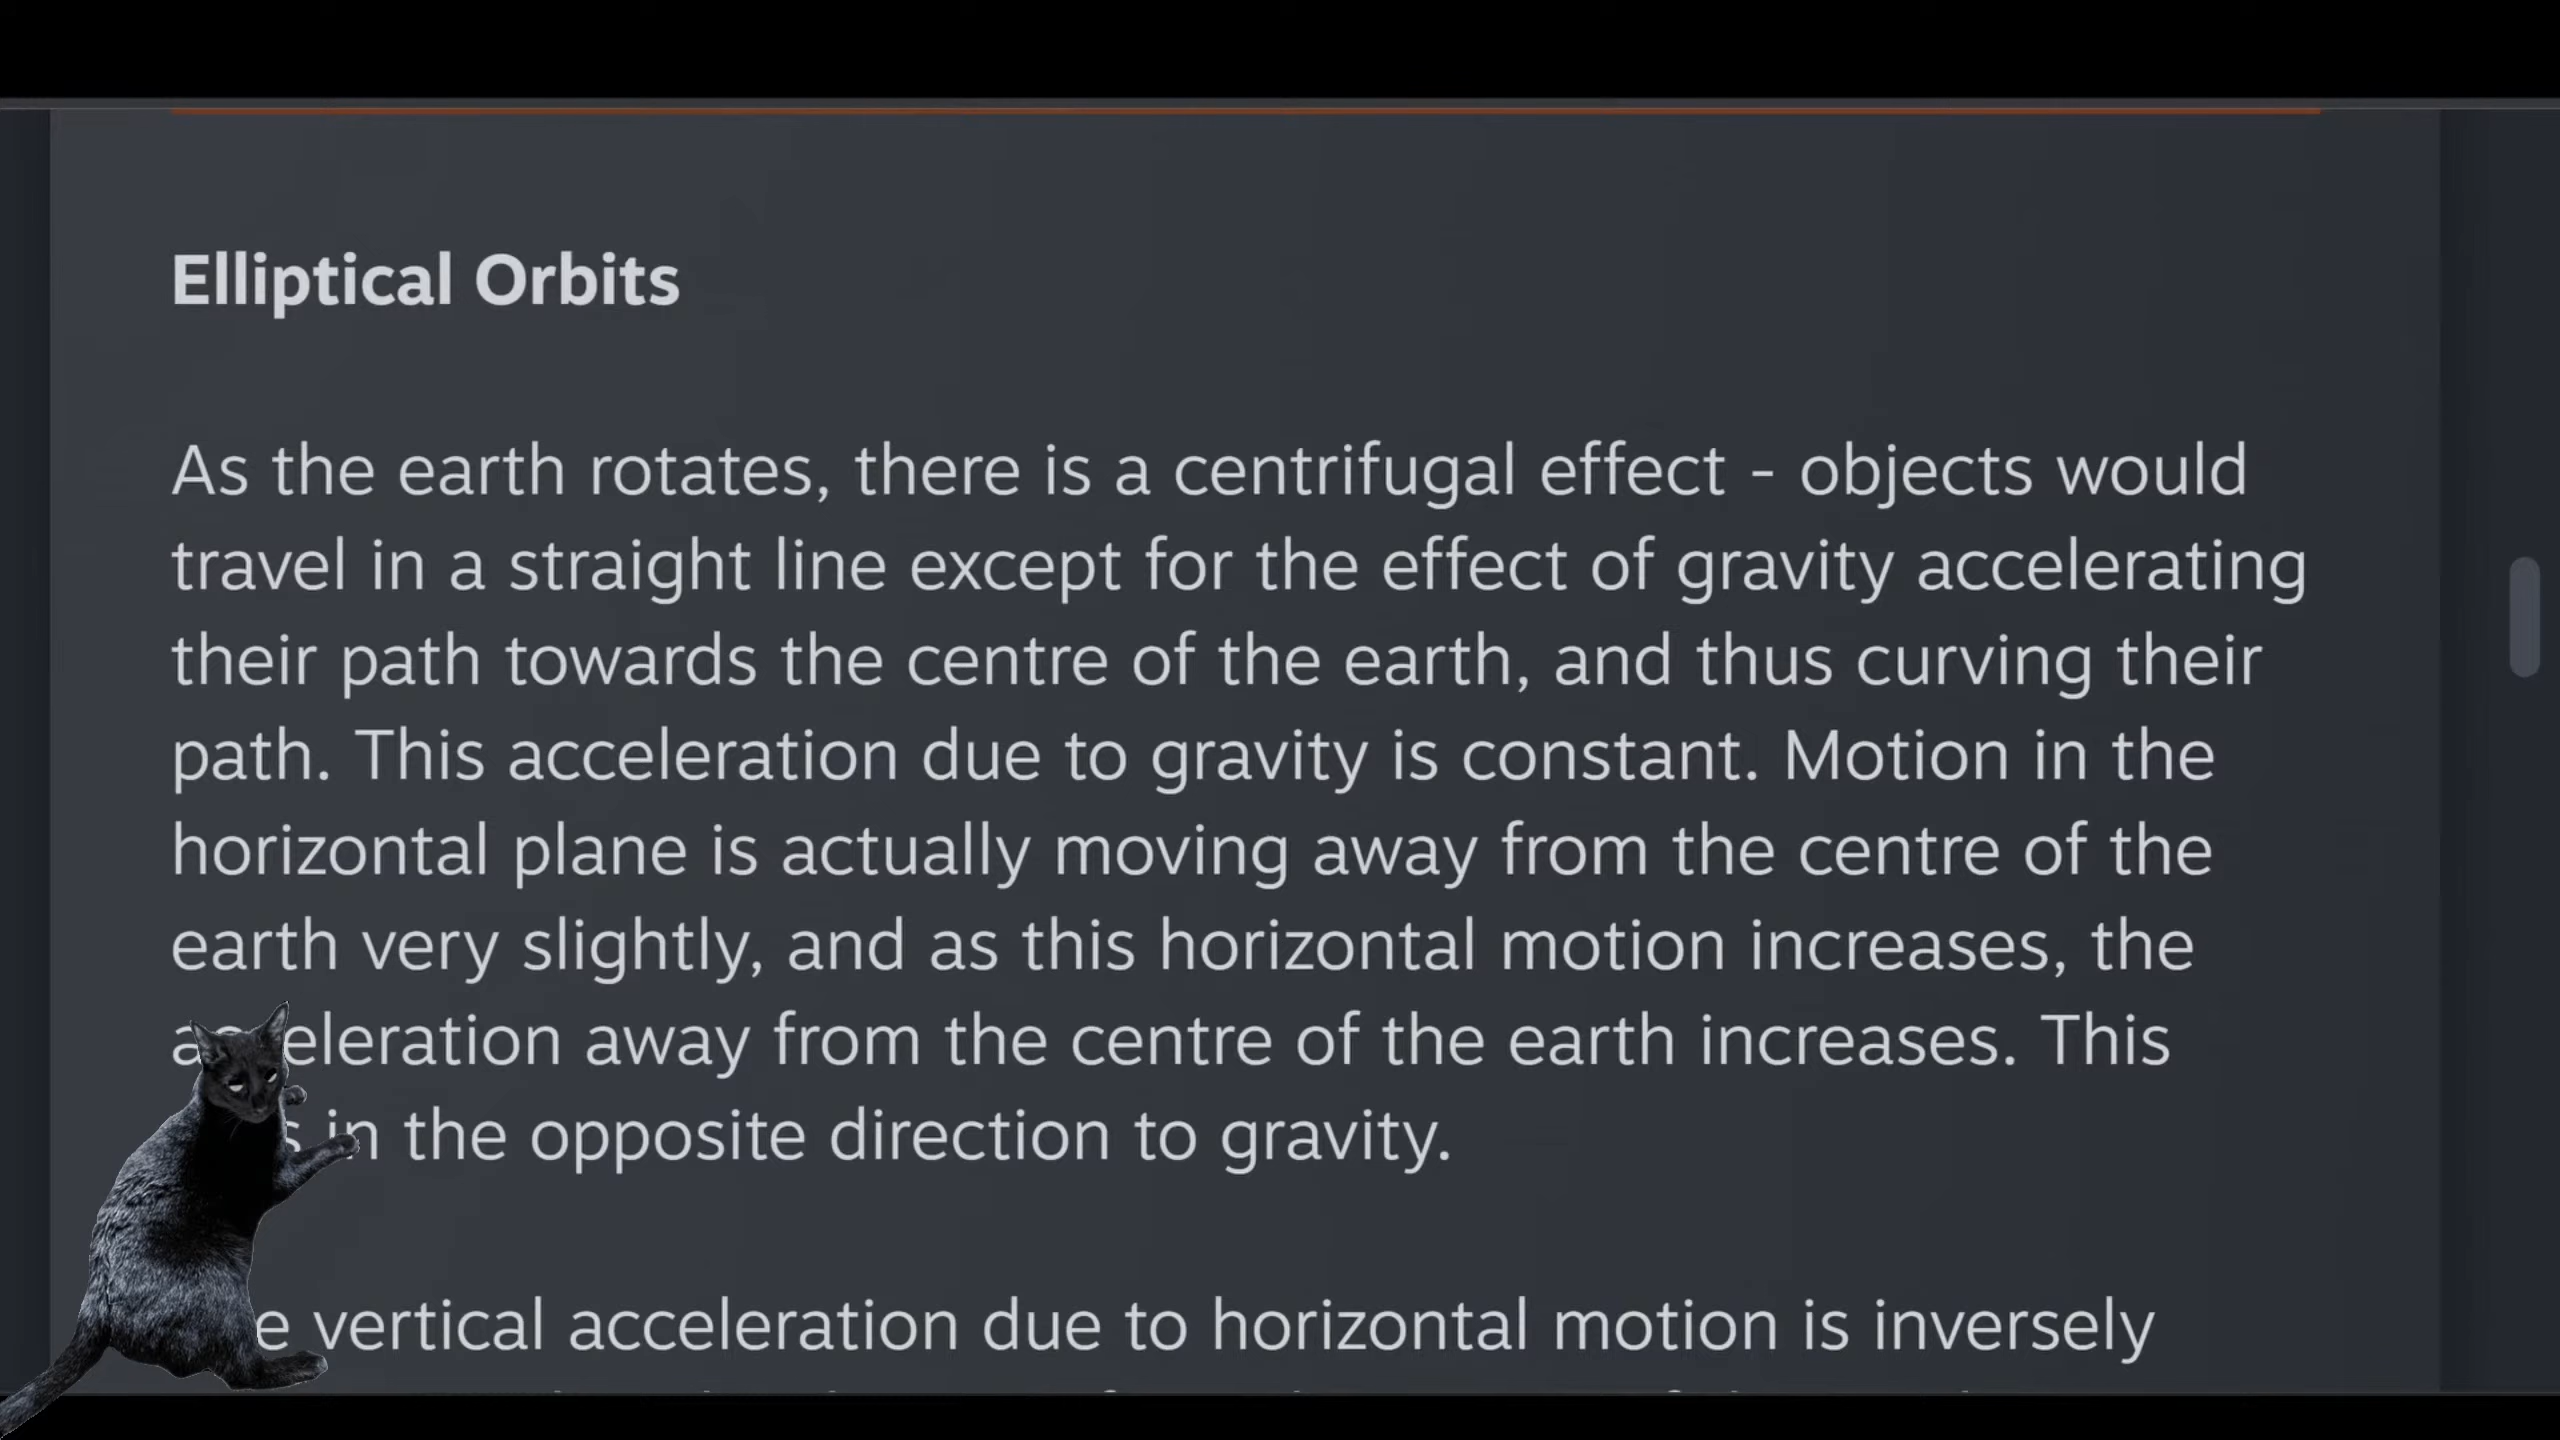 Elliptical Orbits
As the earth rotates, there is a centrifugal effect - objects would
travel in a straight line except for the effect of gravity accelerating
their path towards the centre of the earth, and thus curving their
path. This acceleration due to gravity is constant. Motion in the
horizontal plane is actually moving away from the centre of the
earth very slightly, and as this horizontal motion increases, the
acceleration away from the centre of the earth increases. This
in the opposite direction to gravity.
vertical acceleration due to horizontal motion is inversely